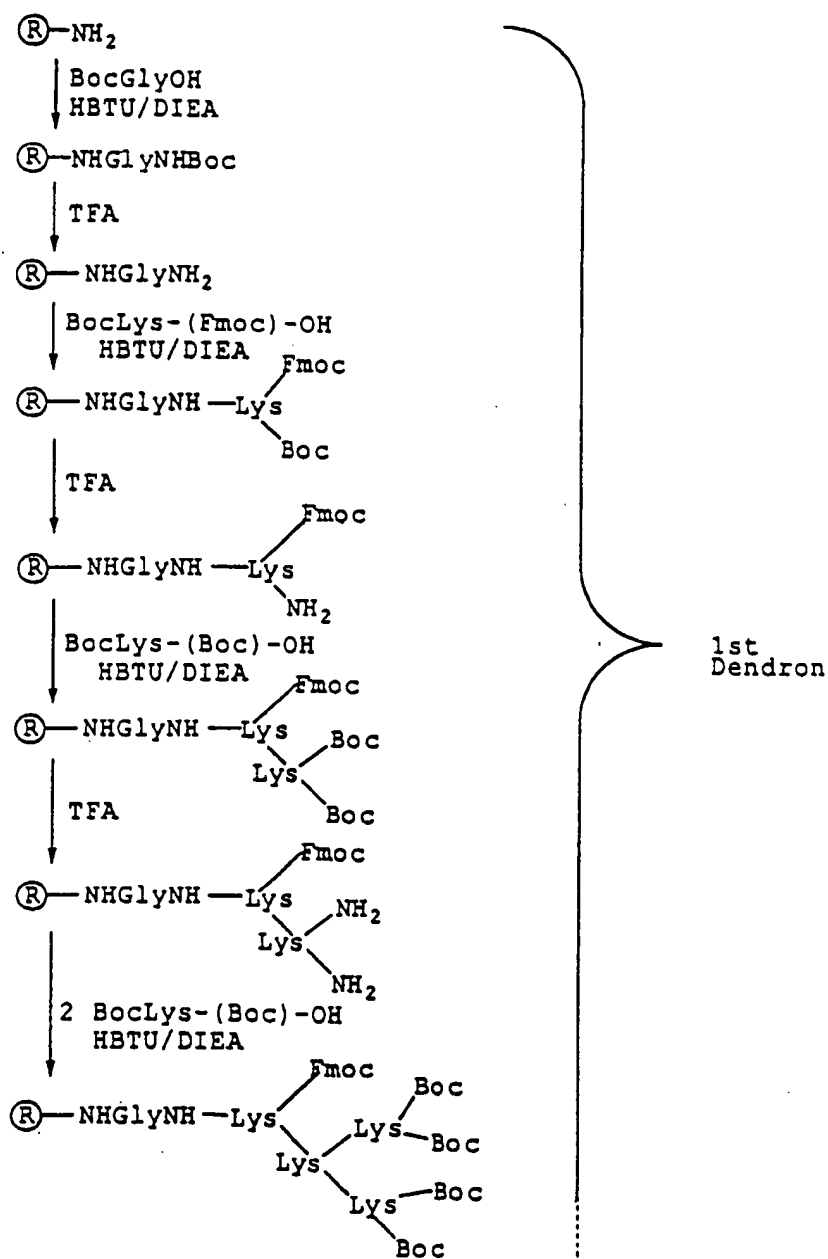 R—NH2
BocGlyOH
HBTU/DIEA
R—NHGlyNHBoc
TFA
R—NHGlyNH2
BocLys-(Fmoc)-OH
HBTU/DIEA
Fmoc
R—NHGlyNH—Lys
Boc
TFA
Fmoc
R—NHGlyNH—Lys
NH2
BocLys-(Boc)-OH
HBTU/DIEA
Fmoc
R—NHGlyNH—Lys
Boc
Lys
Boc
TFA
Fmoc
R—NHGlyNH—Lys
NH2
Lys
NH2
2 BocLys-(Boc)-OH
HBTU/DIEA
Fmoc
Boc
R—NHGlyNH—Lys
Lys
Boc
Lys
Boc
Lys
Boc
1st
Dendron